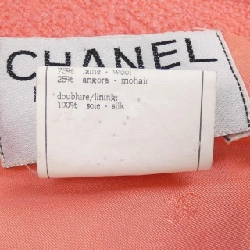 CHANEL
75% laine - wool
25% angora - mohair
doublure/lining
100% soie - silk